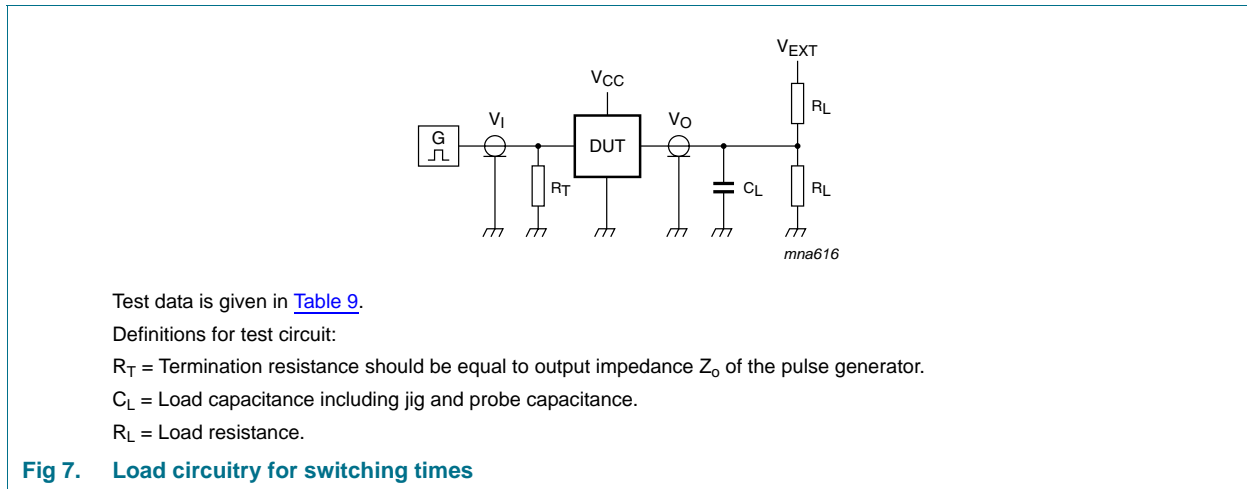 VEXT
VCC
RL
VI
VO
G
DUT
RT
CL
RL
mna616
Test data is given in Table 9.
Definitions for test circuit:
RT = Termination resistance should be equal to output impedance Zo of the pulse generator.
CL = Load capacitance including jig and probe capacitance.
RL = Load resistance.
Fig 7. Load circuitry for switching times